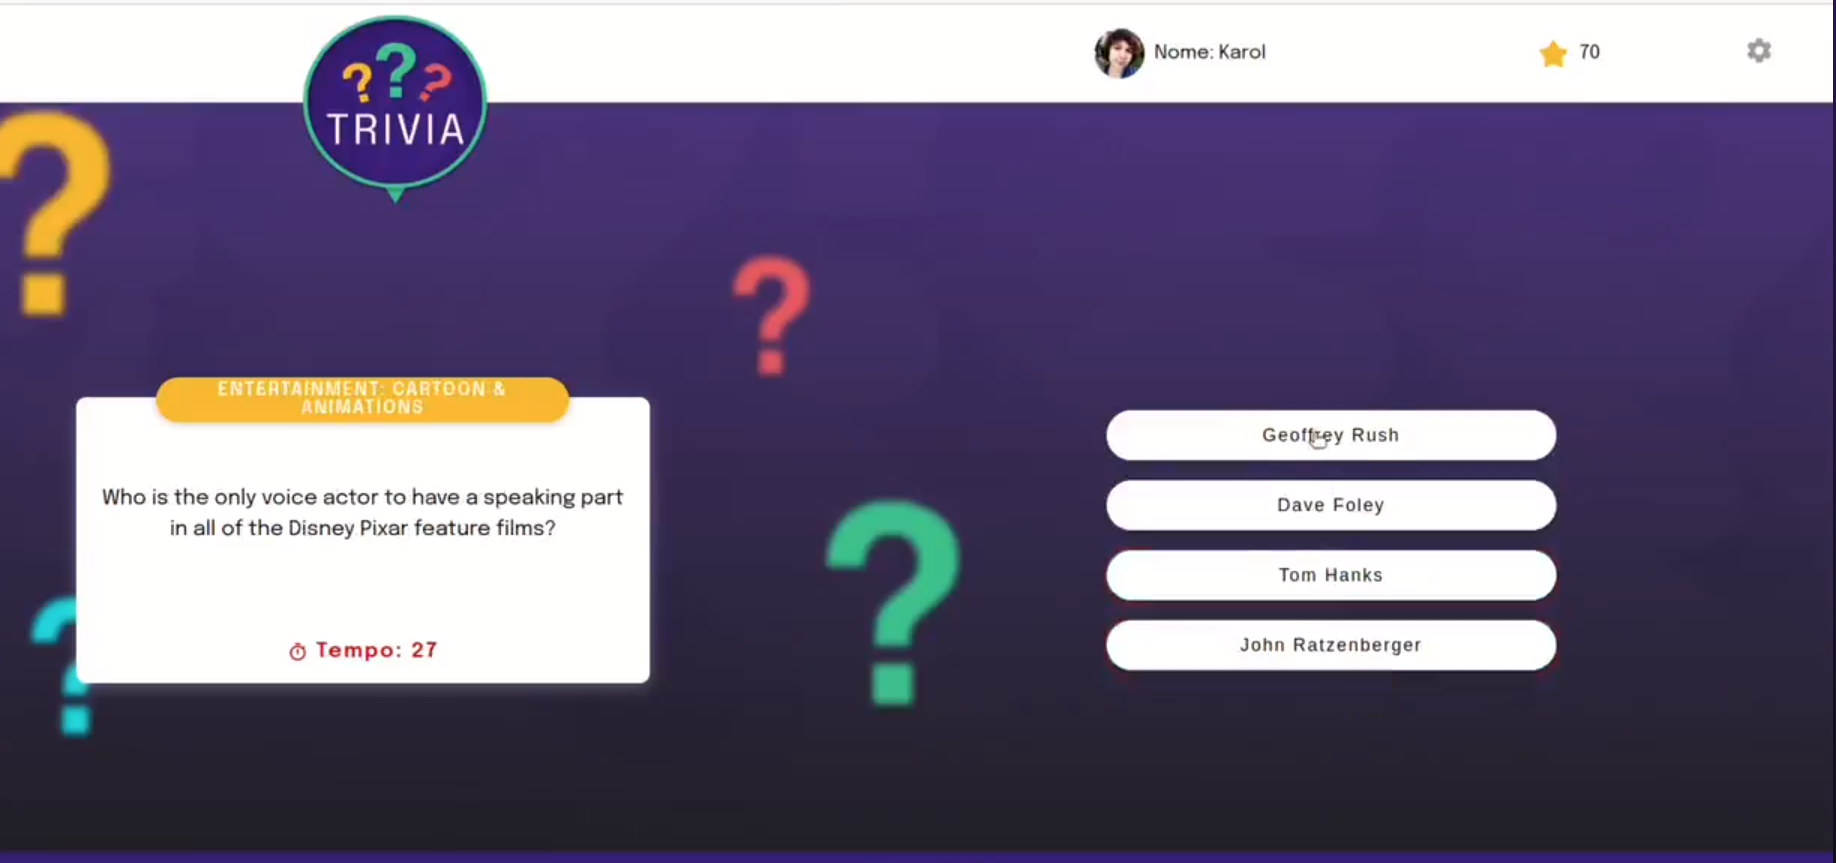 ? ? ?
TRIVIA
Nome: Karol
70
ENTERTAINMENT: CARTOON &
ANIMATIONS
Who is the only voice actor to have a speaking part
in all of the Disney Pixar feature films?
Tempo: 27
Geoffrey Rush
Dave Foley
Tom Hanks
John Ratzenberger